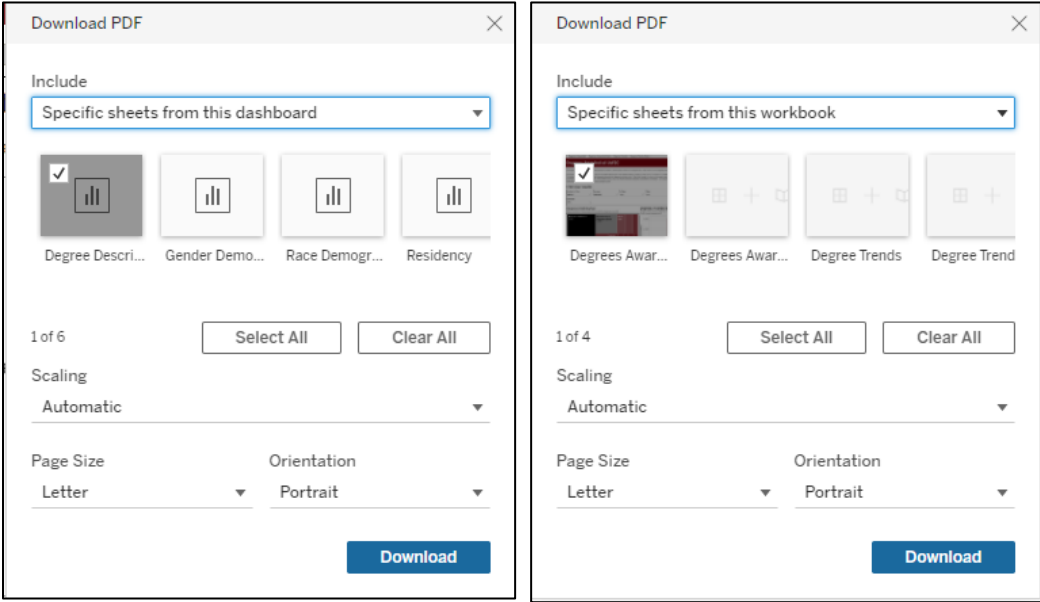 Download PDF
Include
Specific sheets from this dashboard
Degree Descri... Gender Demo... Race Demogr... Residency
1 of 6 Select All Clear All
Scaling
Automatic
Page Size Orientation
Letter Portrait
Download
Download PDF
Include
Specific sheets from this workbook
Degrees Awar... Degrees Awar... Degree Trends Degree Trend
1 of 4 Select All Clear All
Scaling
Automatic
Page Size Orientation
Letter Portrait
Download